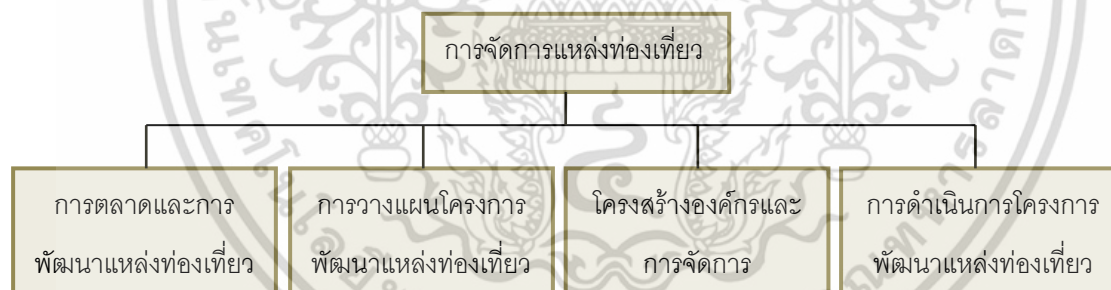 การจัดการแหล่งท่องเที่ยว
การตลาดและการ
พัฒนาแหล่งท่องเที่ยว
การวางแผนโครงการ
พัฒนาแหล่งท่องเที่ยว
โครงสร้างองค์กรและ
การจัดการ
การดำเนินการโครงการ
พัฒนาแหล่งท่องเที่ยว